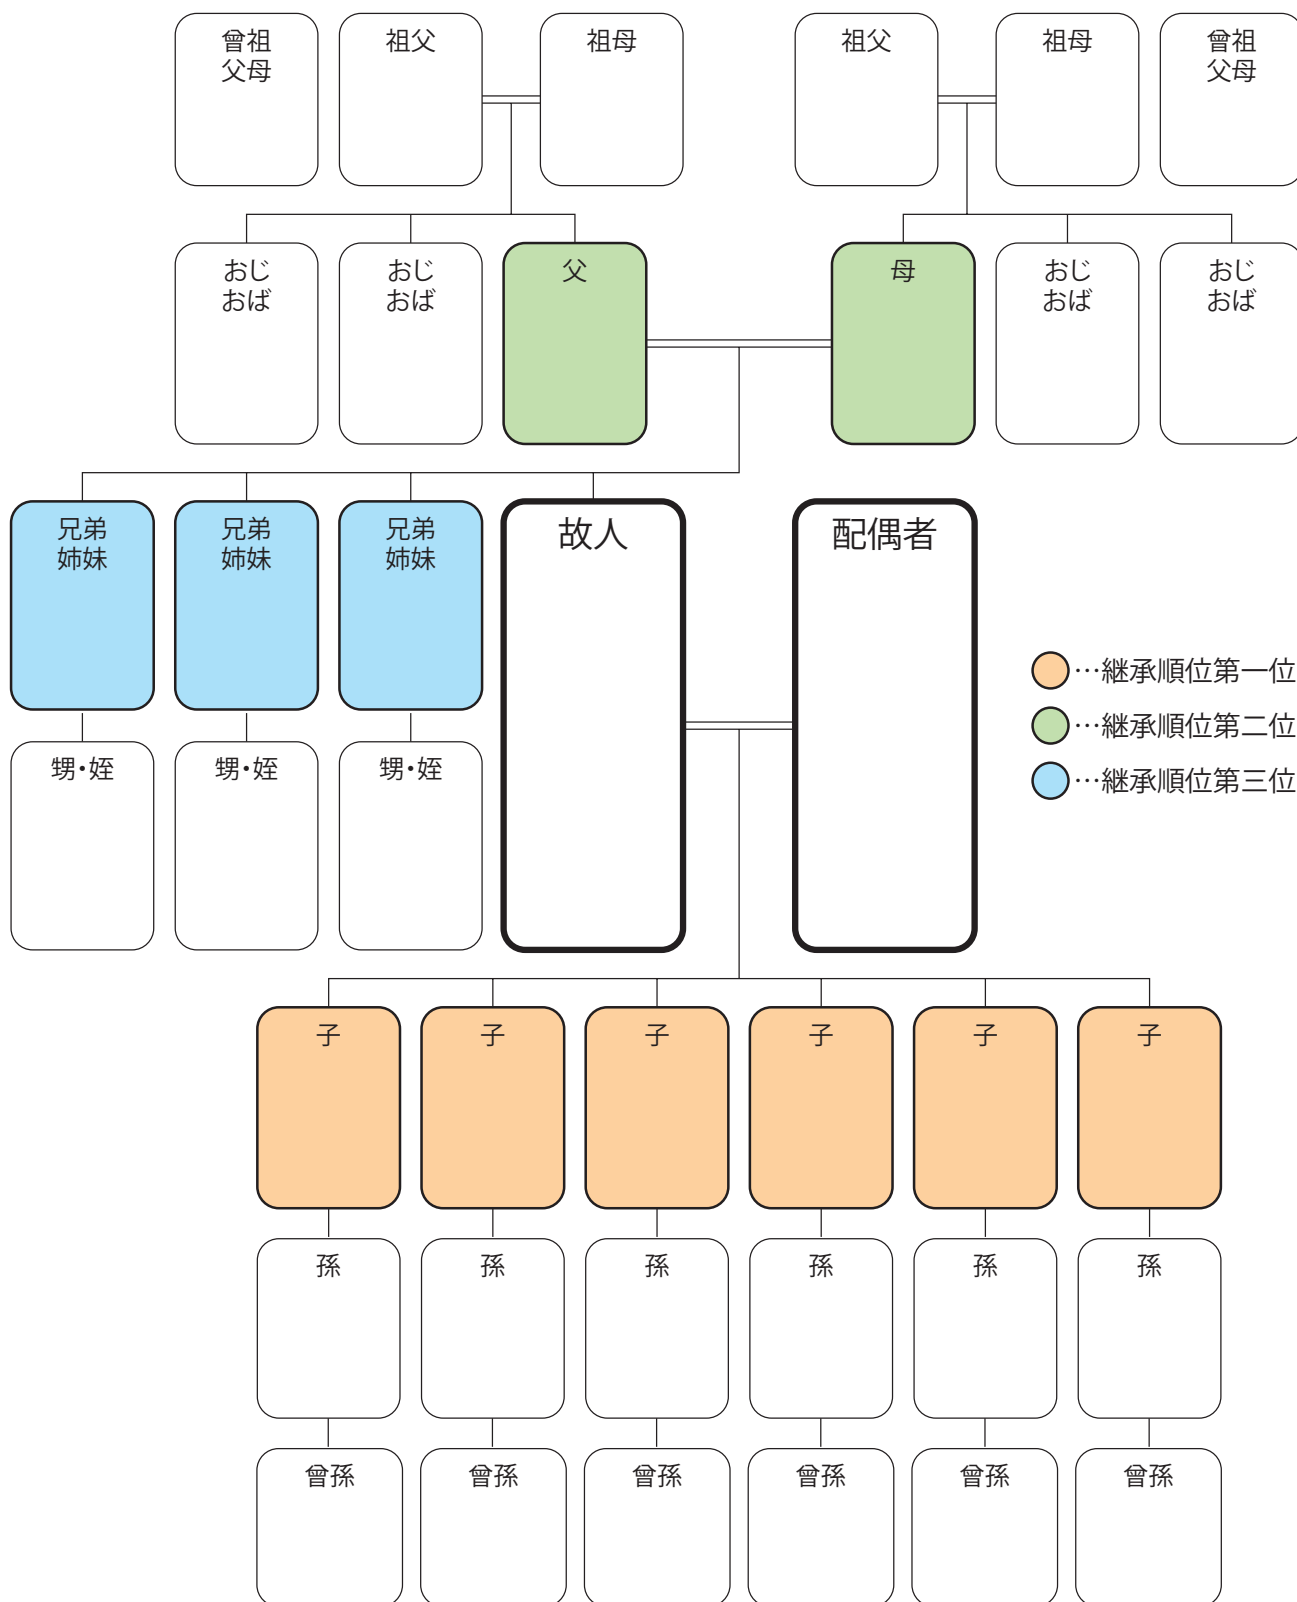 曾祖
父母
祖父
祖母
祖父
祖母
曾祖
父母
おじ
おば
おじ
おば
父
母
おじ
おば
おじ
おば
兄弟
姉妹
兄弟
姉妹
兄弟
姉妹
故人
配偶者
…継承順位第一位
…継承順位第二位
…継承順位第三位
甥・姪
甥・姪
甥・姪
子
子
子
子
子
子
孫
孫
孫
孫
孫
孫
曾孫
曾孫
曾孫
曾孫
曾孫
曾孫